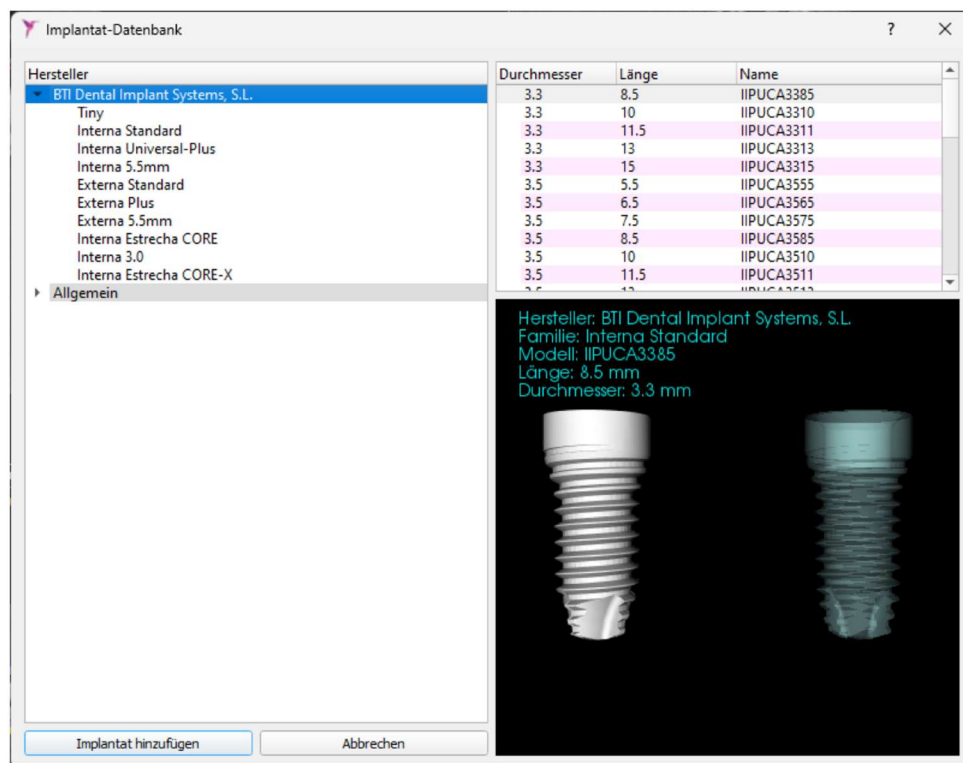 Implantat-Datenbank
?
Hersteller
BTI Dental Implant Systems, S.L.
Tiny
Interna Standard
Interna Universal-Plus
Interna 5.5mm
Externa Standard
Externa Plus
Externa 5.5mm
Interna Estrecha CORE
Interna 3.0
Interna Estrecha CORE-X
Allgemein
Durchmesser Länge Name
3.3 8.5 IIPUCA3385
3.3 10 IIPUCA3310
3.3 11.5 IIPUCA3311
3.3 13 IIPUCA3313
3.3 15 IIPUCA3315
3.5 5.5 IIPUCA3555
3.5 6.5 IIPUCA3565
3.5 7.5 IIPUCA3575
3.5 8.5 IIPUCA3585
3.5 10 IIPUCA3510
3.5 11.5 IIPUCA3511
Hersteller: BTI Dental Implant Systems, S.L.
Familie: Interna Standard
Modell: IIPUCA3385
Länge: 8.5 mm
Durchmesser: 3.3 mm
Implantat hinzufügen
Abbrechen